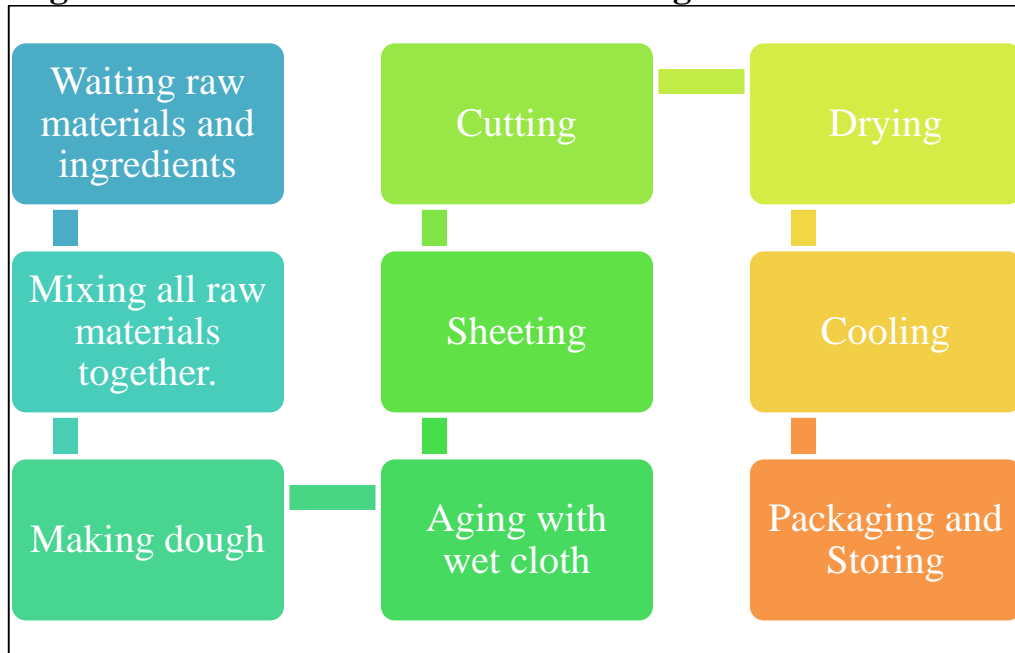 Waiting raw
materials and
ingredients
Mixing all raw
materials
together.
Making dough
Aging with
wet cloth
Sheeting
Cutting
Drying
Cooling
Packaging and
Storing